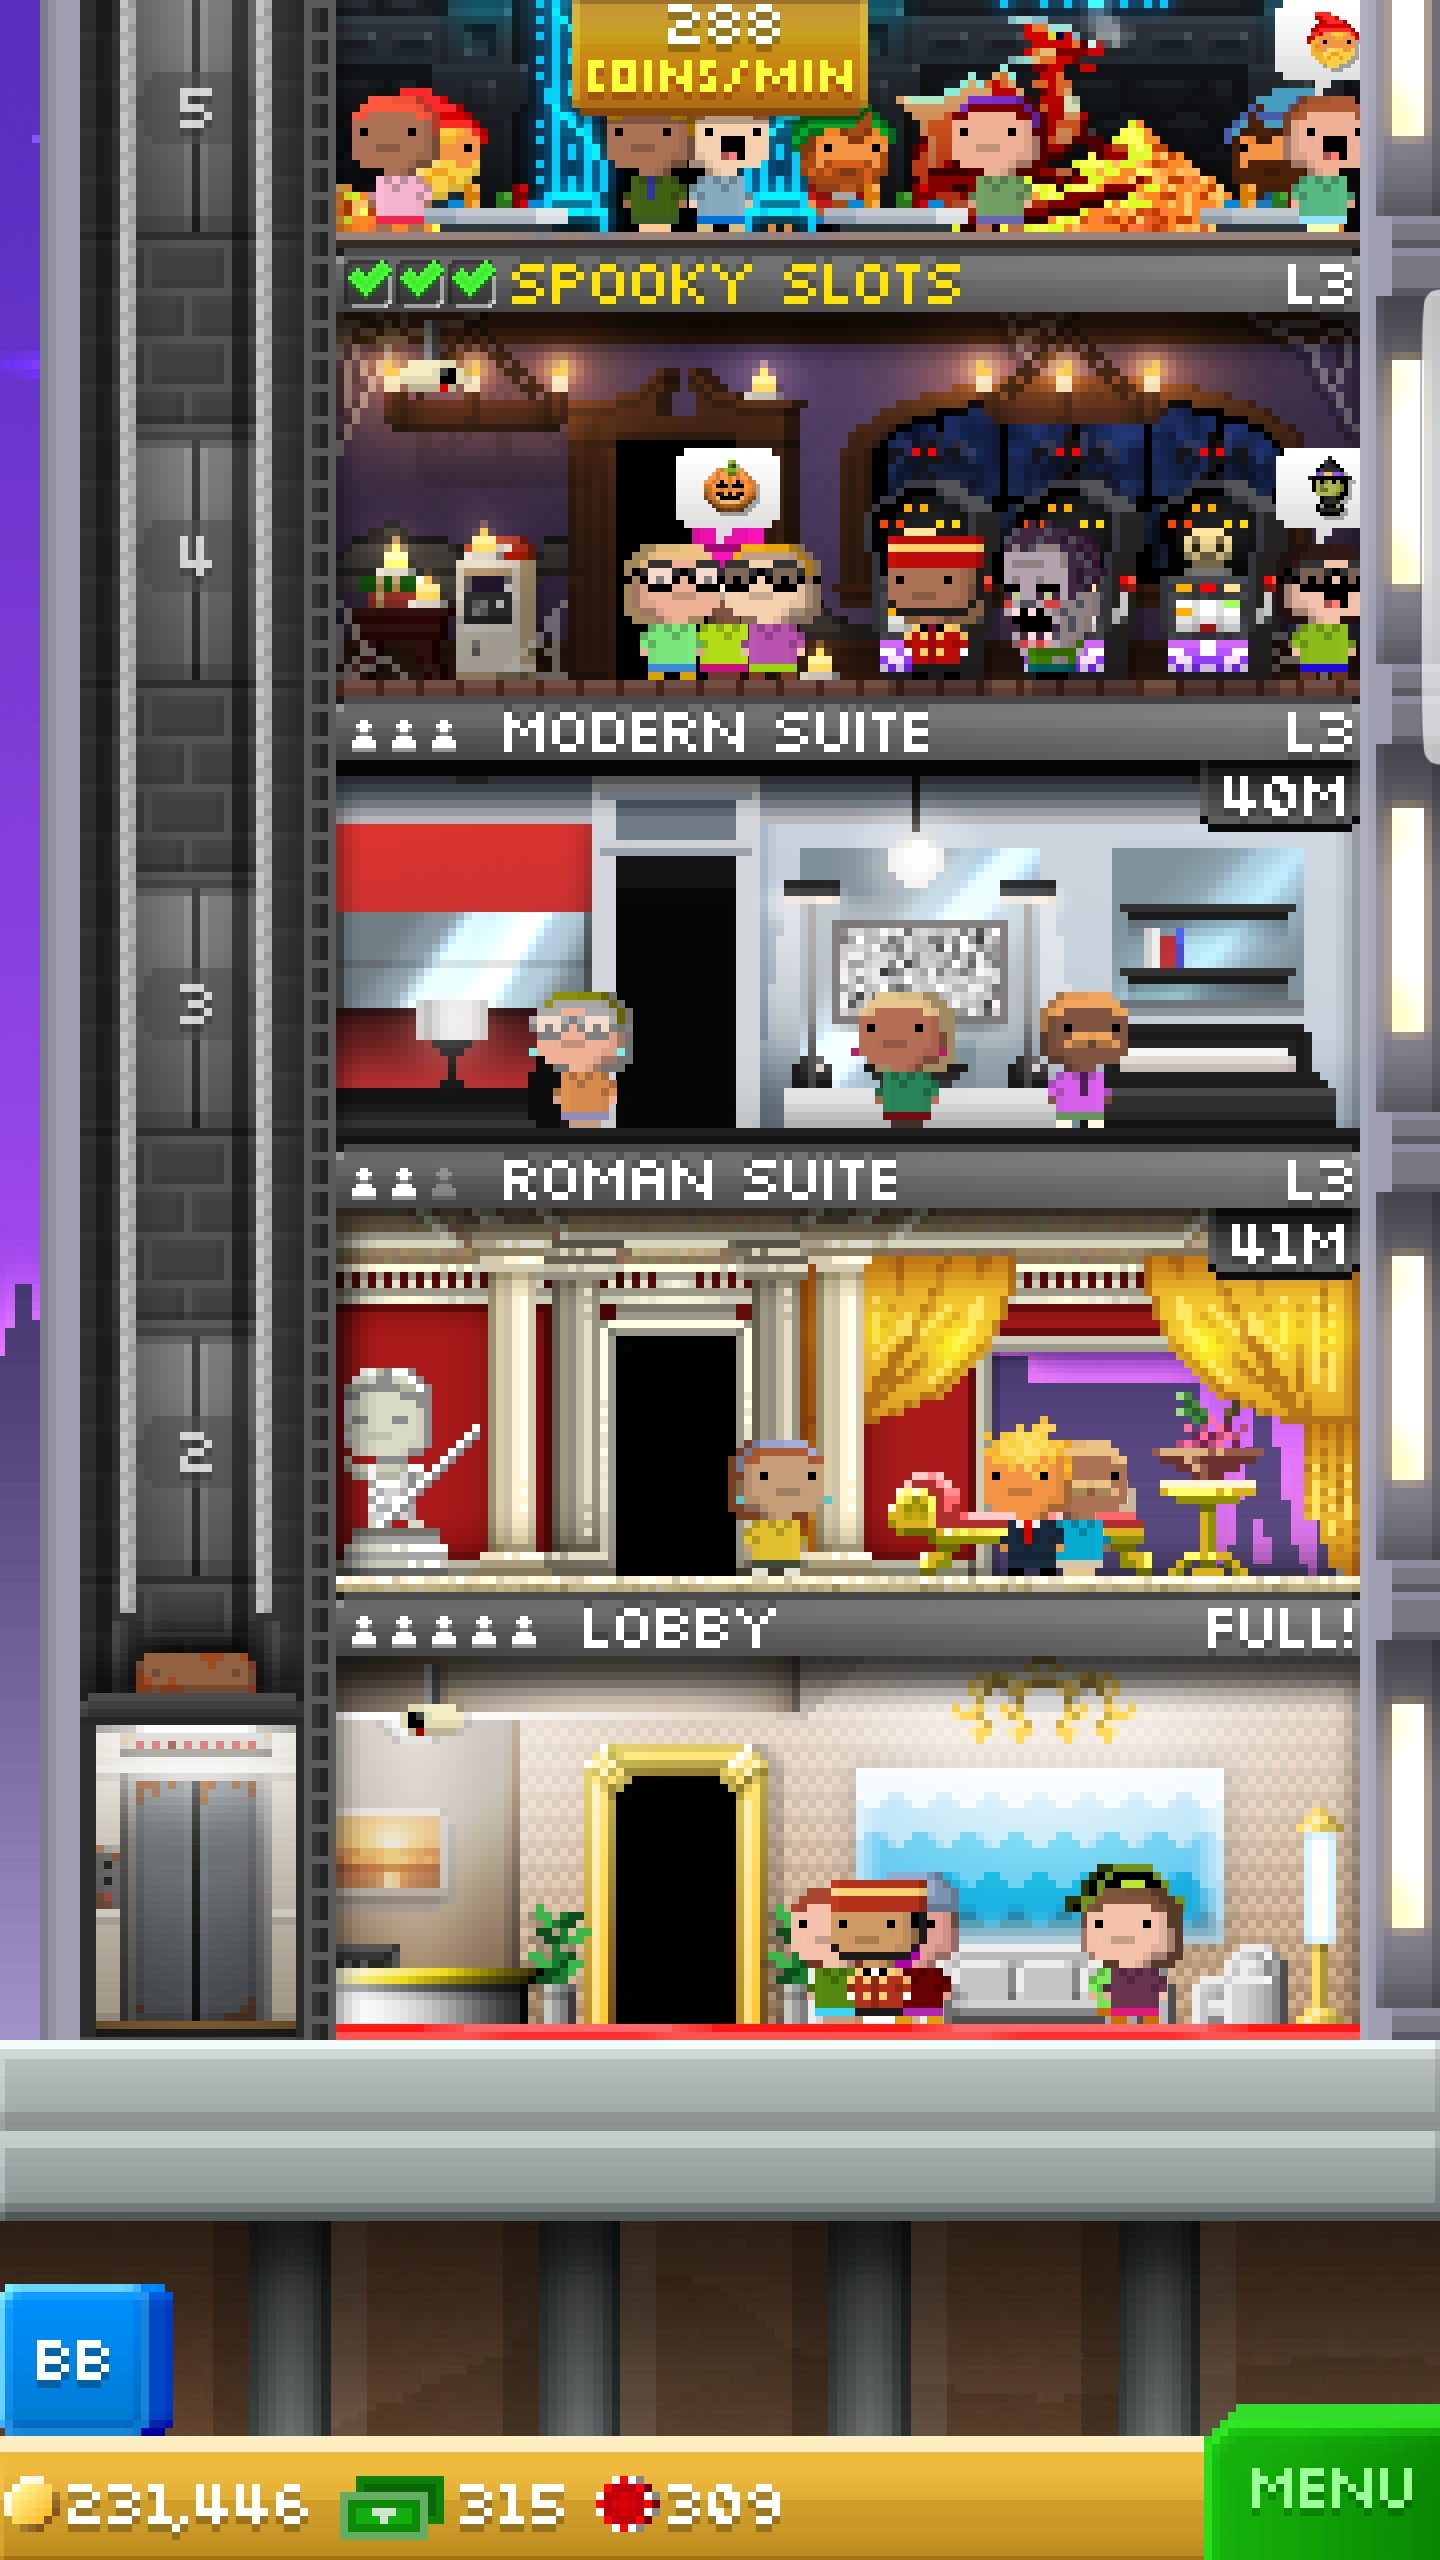 288
COINS/MIN
5
SPOOKY SLOTS L3
4
MODERN SUITE L3
40M
3
ROMAN SUITE L3
41M
2
LOBBY FULL!
BB
231,446 315 309
MENU